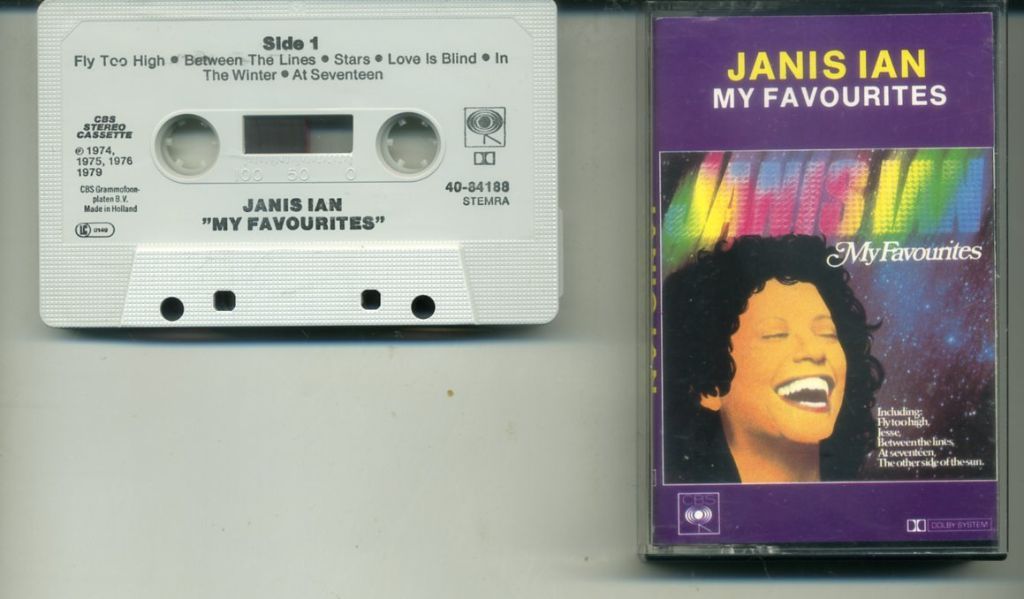 Side 1
Fly Too High • Between The Lines • Stars • Love Is Blind • In
The Winter • At Seventeen
CBS
STEREO
CASSETTE
℗ 1974,
1975, 1976
1979
CBS Grammofoon-
platen B.V.
Made in Holland
LC 0149
100 50 0
40-84188
STEMRA
JANIS IAN
"MY FAVOURITES"
JANIS IAN
MY FAVOURITES
JANIS IAN
My Favourites
Including:
Fly too high,
Jesse,
Between the lines,
At seventeen,
The other side of the sun.
CBS
DOLBY SYSTEM